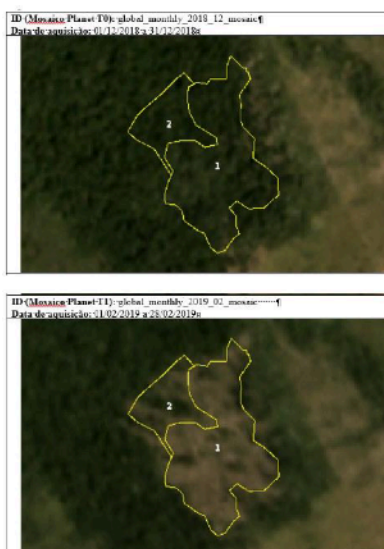 ID (Mosaico Planet T0): global_monthly_2018_12_mosaic¶
Data de aquisição: 01/12/2018 a 31/12/2018¤
2
1
ID (Mosaico Planet T1): global_monthly_2019_02_mosaic¶
Data de aquisição: 01/02/2019 a 28/02/2019¤
2
1